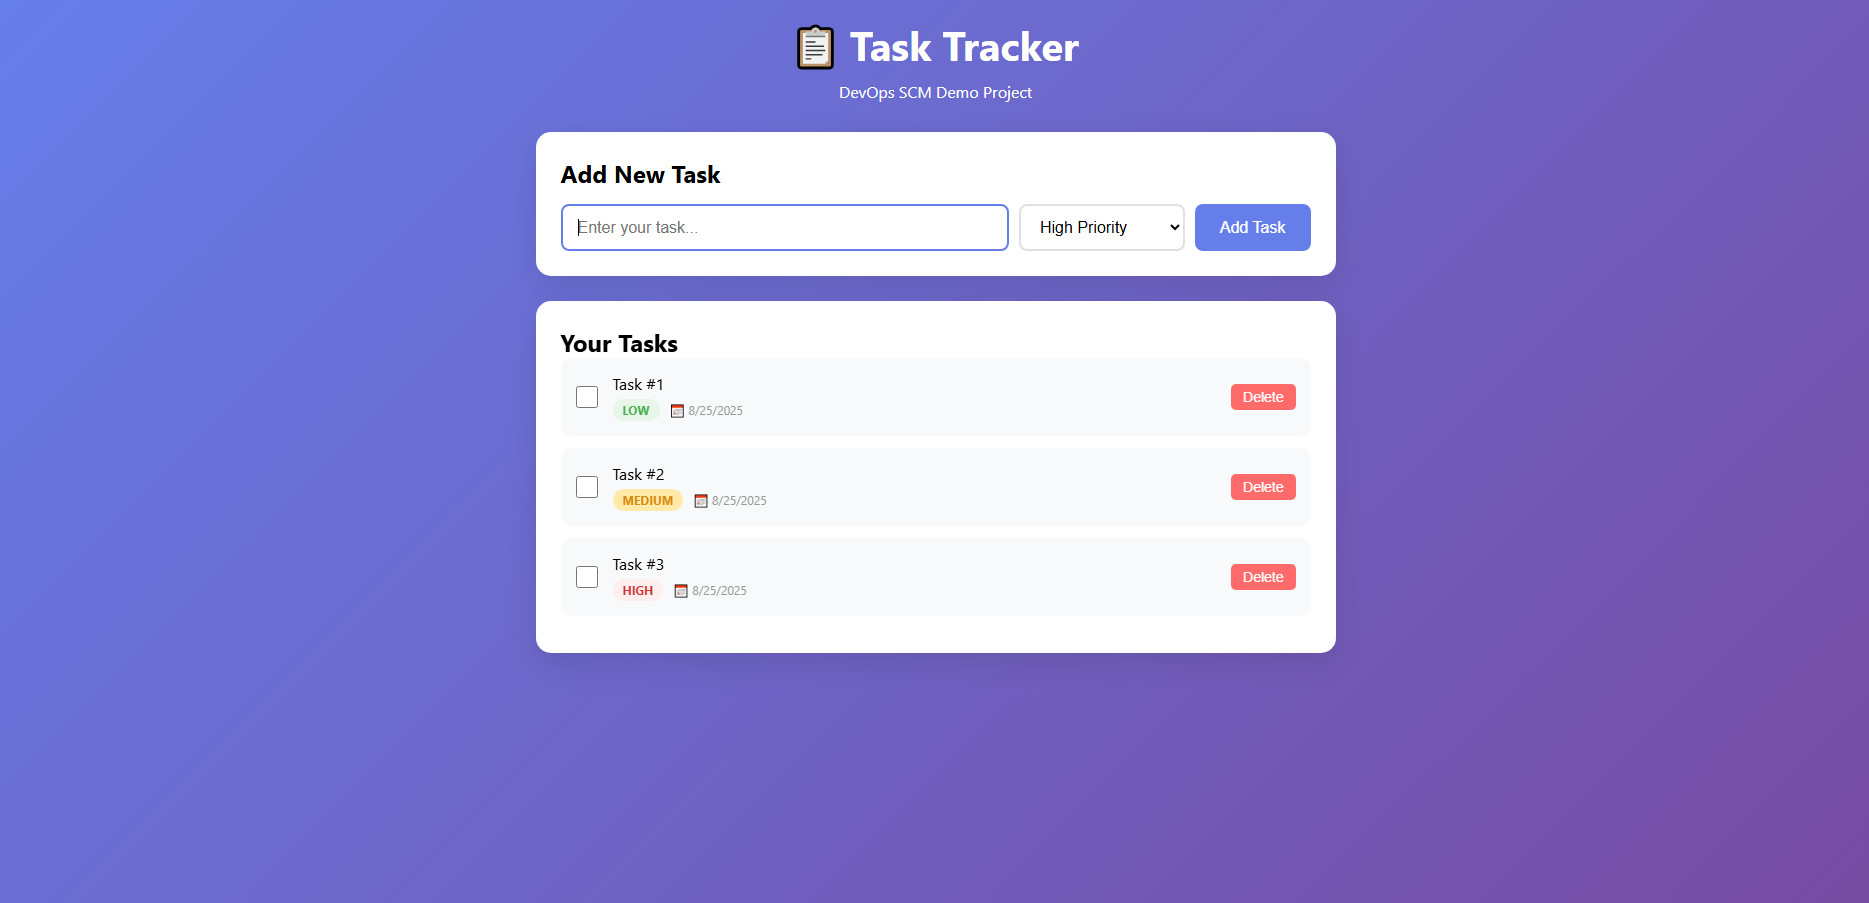 Task Tracker
DevOps SCM Demo Project
Add New Task
Enter your task...
High Priority
Add Task
Your Tasks
Task #1
LOW 8/25/2025
Delete
Task #2
MEDIUM 8/25/2025
Delete
Task #3
HIGH 8/25/2025
Delete